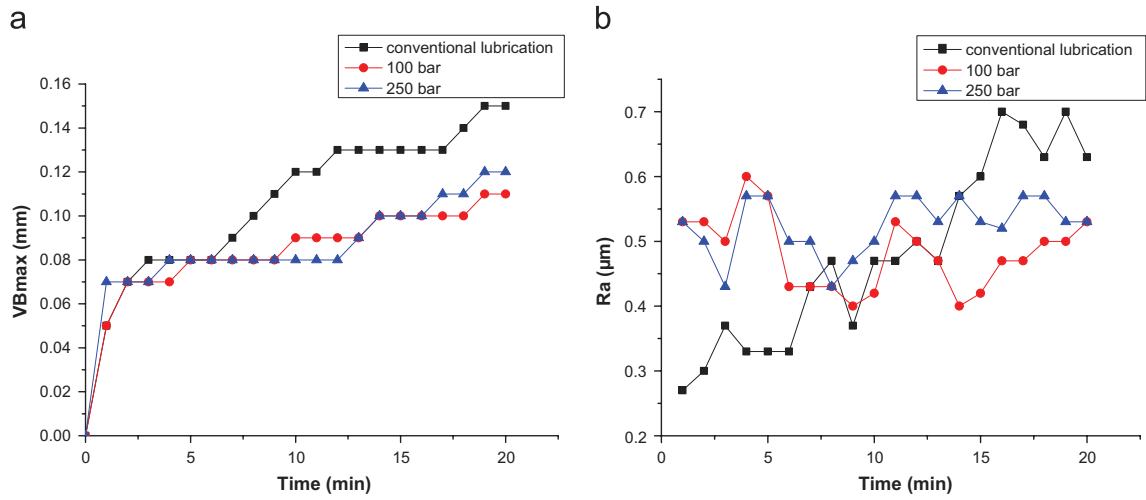 a
conventional lubrication
100 bar
250 bar
0.16
0.14
0.12
0.10
0.08
0.06
0.04
0.02
0.00
VBmax (mm)
0
5
10
15
20
Time (min)
b
conventional lubrication
100 bar
250 bar
0.7
0.6
0.5
0.4
0.3
0.2
Ra (μm)
0
5
10
15
20
Time (min)